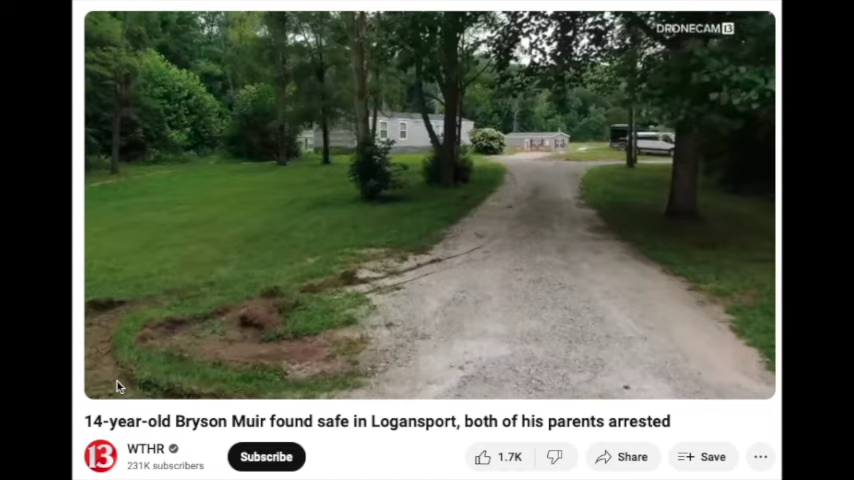 DRONECAM 13
14-year-old Bryson Muir found safe in Logansport, both of his parents arrested
13
WTHR
231K subscribers
Subscribe
1.7K
Share
Save